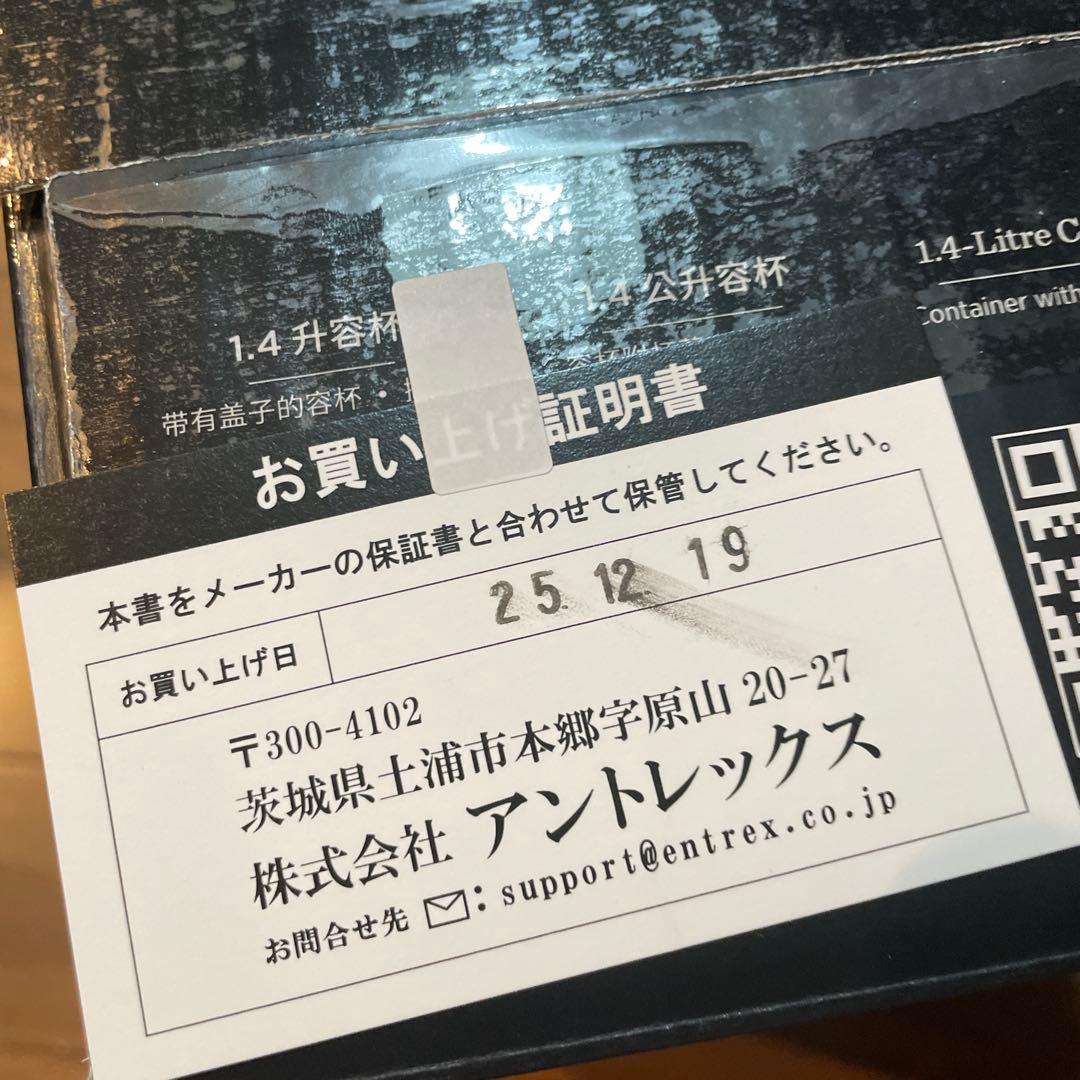 1.4 升容杯
带有盖子的容杯・
1.4 公升容杯
1.4-Litre C
Container with
お買い上げ証明書
本書をメーカーの保証書と合わせて保管してください。
お買い上げ日
25. 12. 19
〒300-4102
茨城県土浦市本郷字原山 20-27
株式会社 アントレックス
お問合せ先 : support@entrex.co.jp